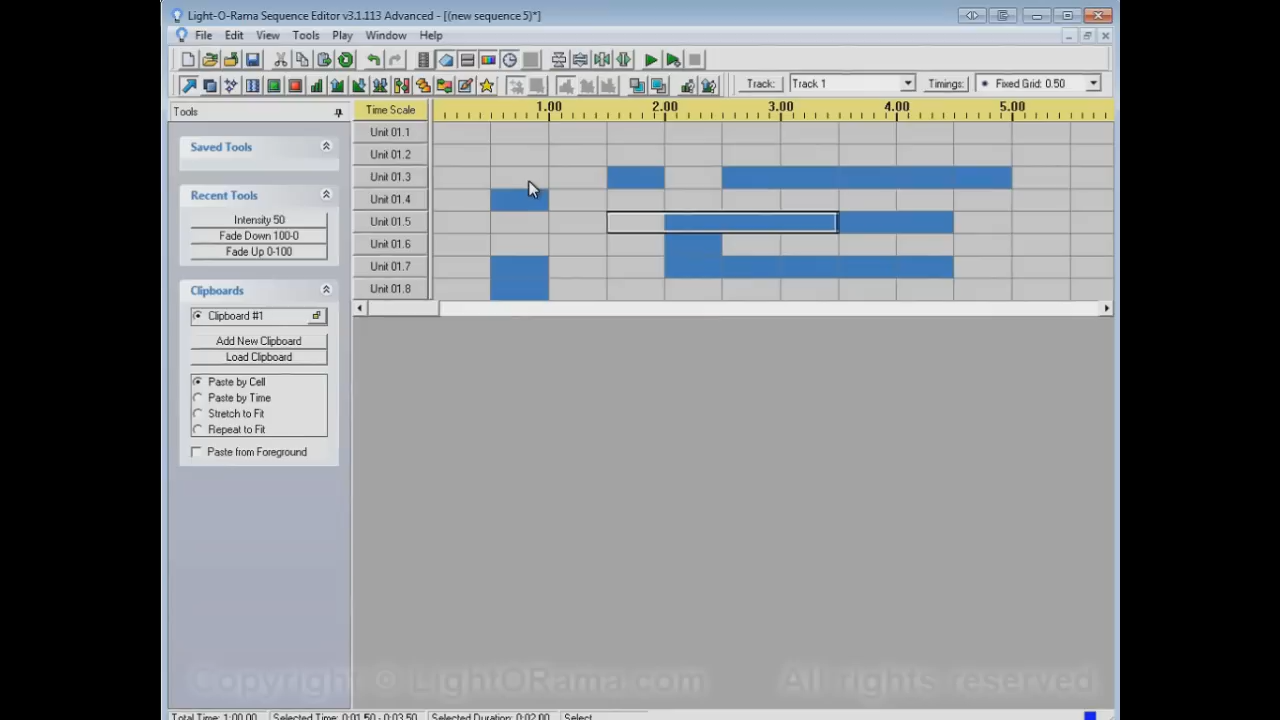 Light-O-Rama Sequence Editor v3.1.113 Advanced - [(new sequence 5)*]
File Edit View Tools Play Window Help
Track: Track 1 Timings: Fixed Grid: 0.50
Tools
Time Scale 1.00 2.00 3.00 4.00 5.00
Unit 01.1
Unit 01.2
Unit 01.3
Unit 01.4
Unit 01.5
Unit 01.6
Unit 01.7
Unit 01.8
Saved Tools
Recent Tools
Intensity 50
Fade Down 100-0
Fade Up 0-100
Clipboards
Clipboard #1
Add New Clipboard
Load Clipboard
Paste by Cell
Paste by Time
Stretch to Fit
Repeat to Fit
Paste from Foreground
Copyright © LightORama.com All rights reserved
Total Time: 1:00.00 Selected Time: 0:01.50 - 0:03.50 Selected Duration: 0:02.00 Select